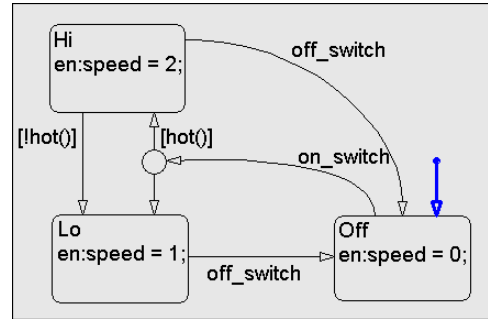 Hi
en:speed = 2;
off_switch
[!hot()]
[hot()]
on_switch
Lo
en:speed = 1;
off_switch
Off
en:speed = 0;